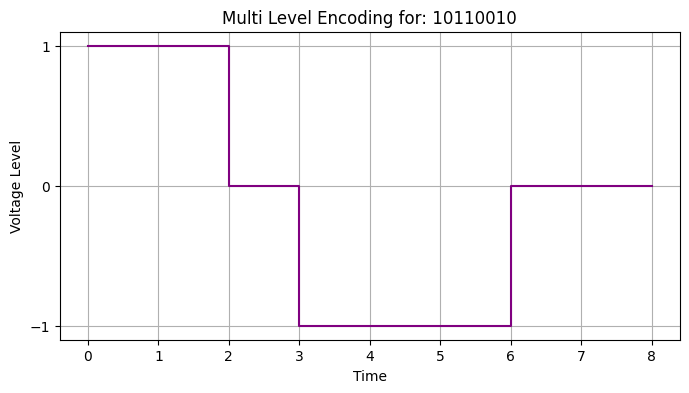 Multi Level Encoding for: 10110010
1
0
−1
Voltage Level
0 1 2 3 4 5 6 7 8
Time